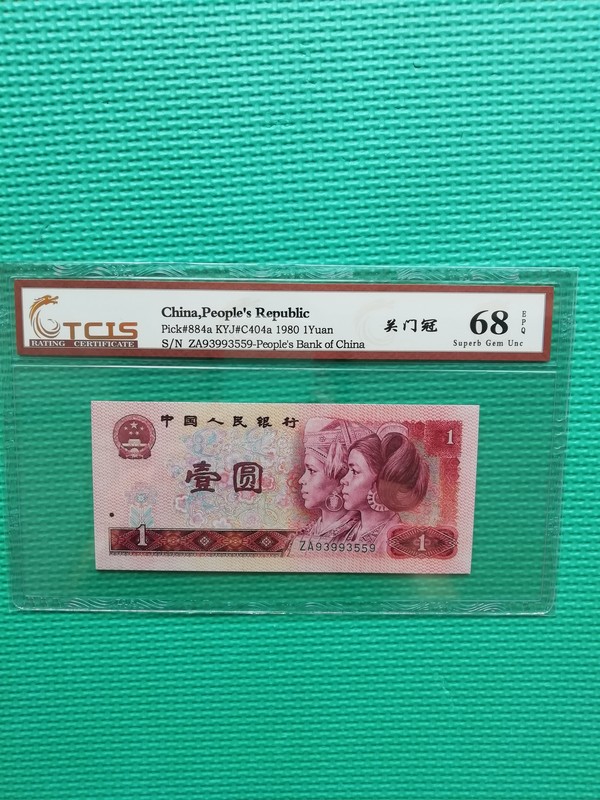 TCIS
RATING CERTIFICATE
China,People's Republic
Pick#884a KYJ#C404a 1980 1Yuan
S/N ZA93993559-People's Bank of China
关门冠
68
EPQ
Superb Gem Unc
中国人民银行
壹圆
1
1
ZA93993559
1